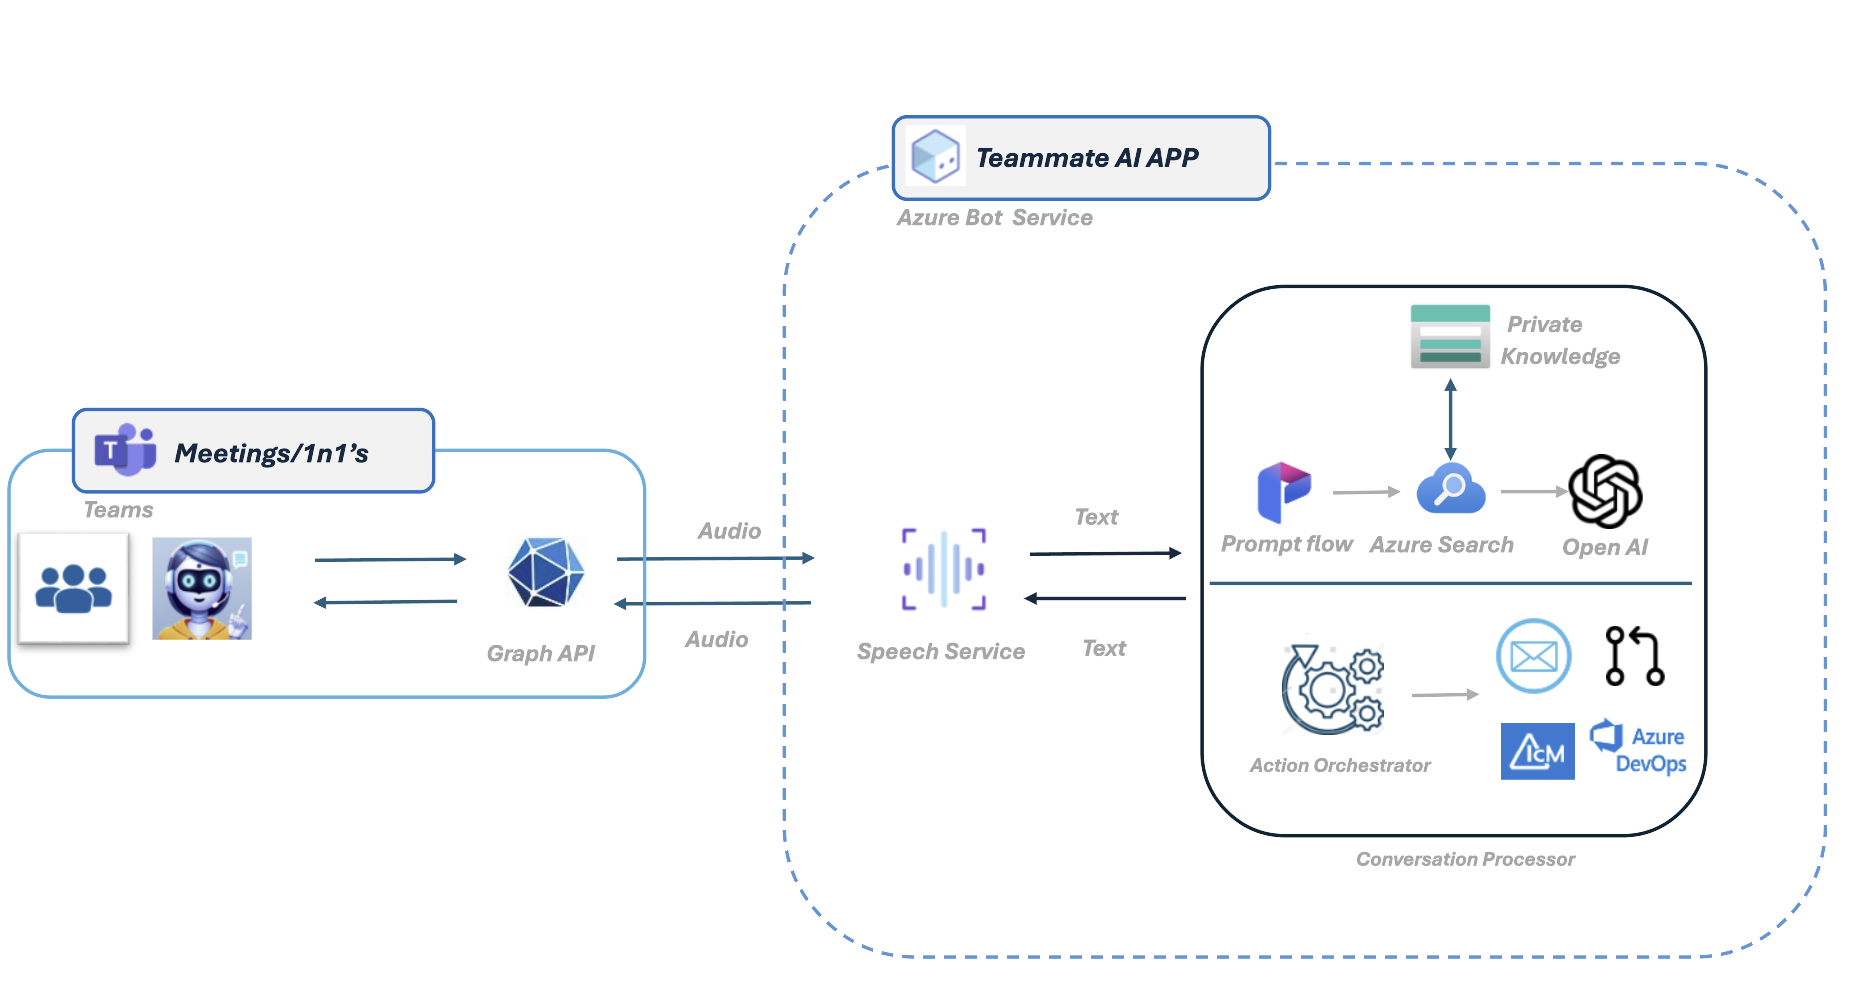 Teammate AI APP
Azure Bot Service
Private
Knowledge
T
Meetings/1n1's
Teams
Audio
Text
Prompt flow
Azure Search
Open AI
Graph API
Audio
Speech Service
Text
Action Orchestrator
IcM
Azure
DevOps
Conversation Processor